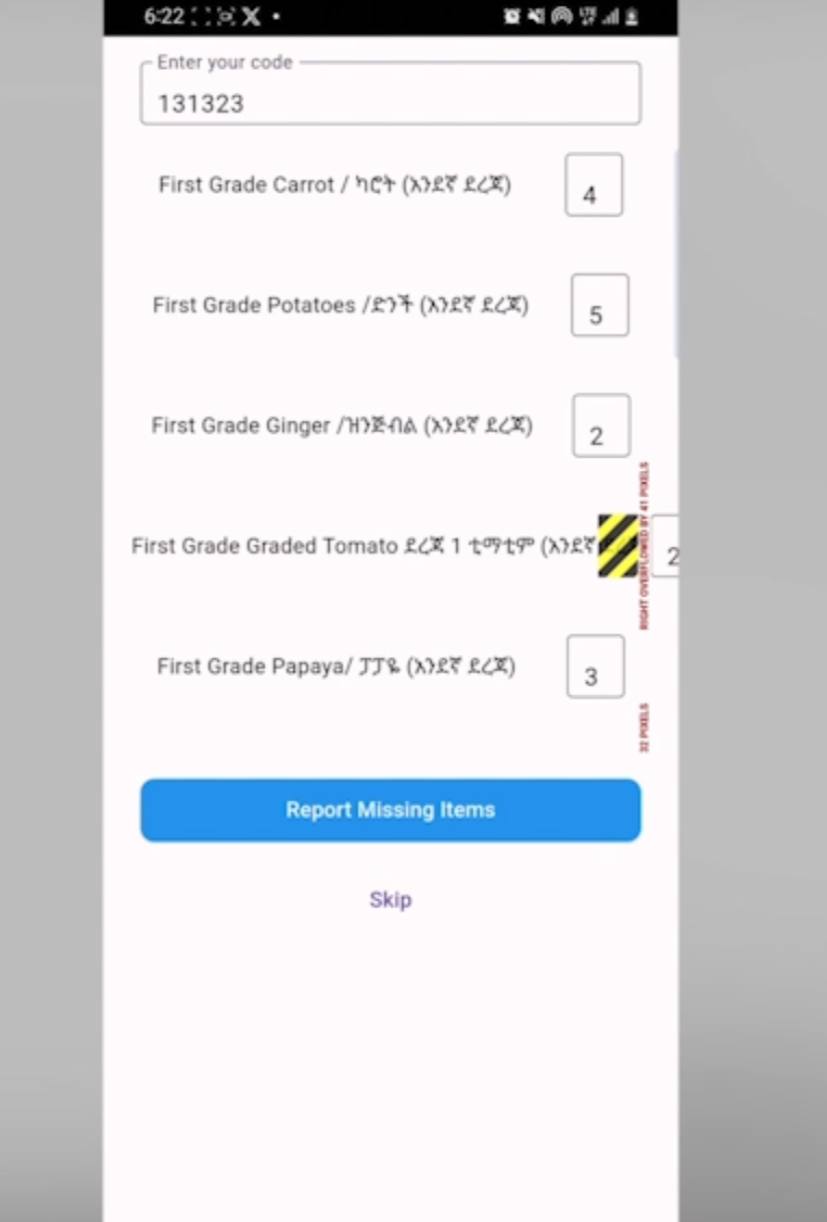 6:22
Enter your code
131323
First Grade Carrot / ካሮት (አንደኛ ደረጃ)
4
First Grade Potatoes /ድንች (አንደኛ ደረጃ)
5
First Grade Ginger /ዝንጅብል (አንደኛ ደረጃ)
2
First Grade Graded Tomato ደረጃ 1 ቲማቲም (አንደኛ
2
RIGHT OVERFLOWED BY 41 PIXELS
First Grade Papaya/ ፓፓዬ (አንደኛ ደረጃ)
3
32 PIXELS
Report Missing Items
Skip